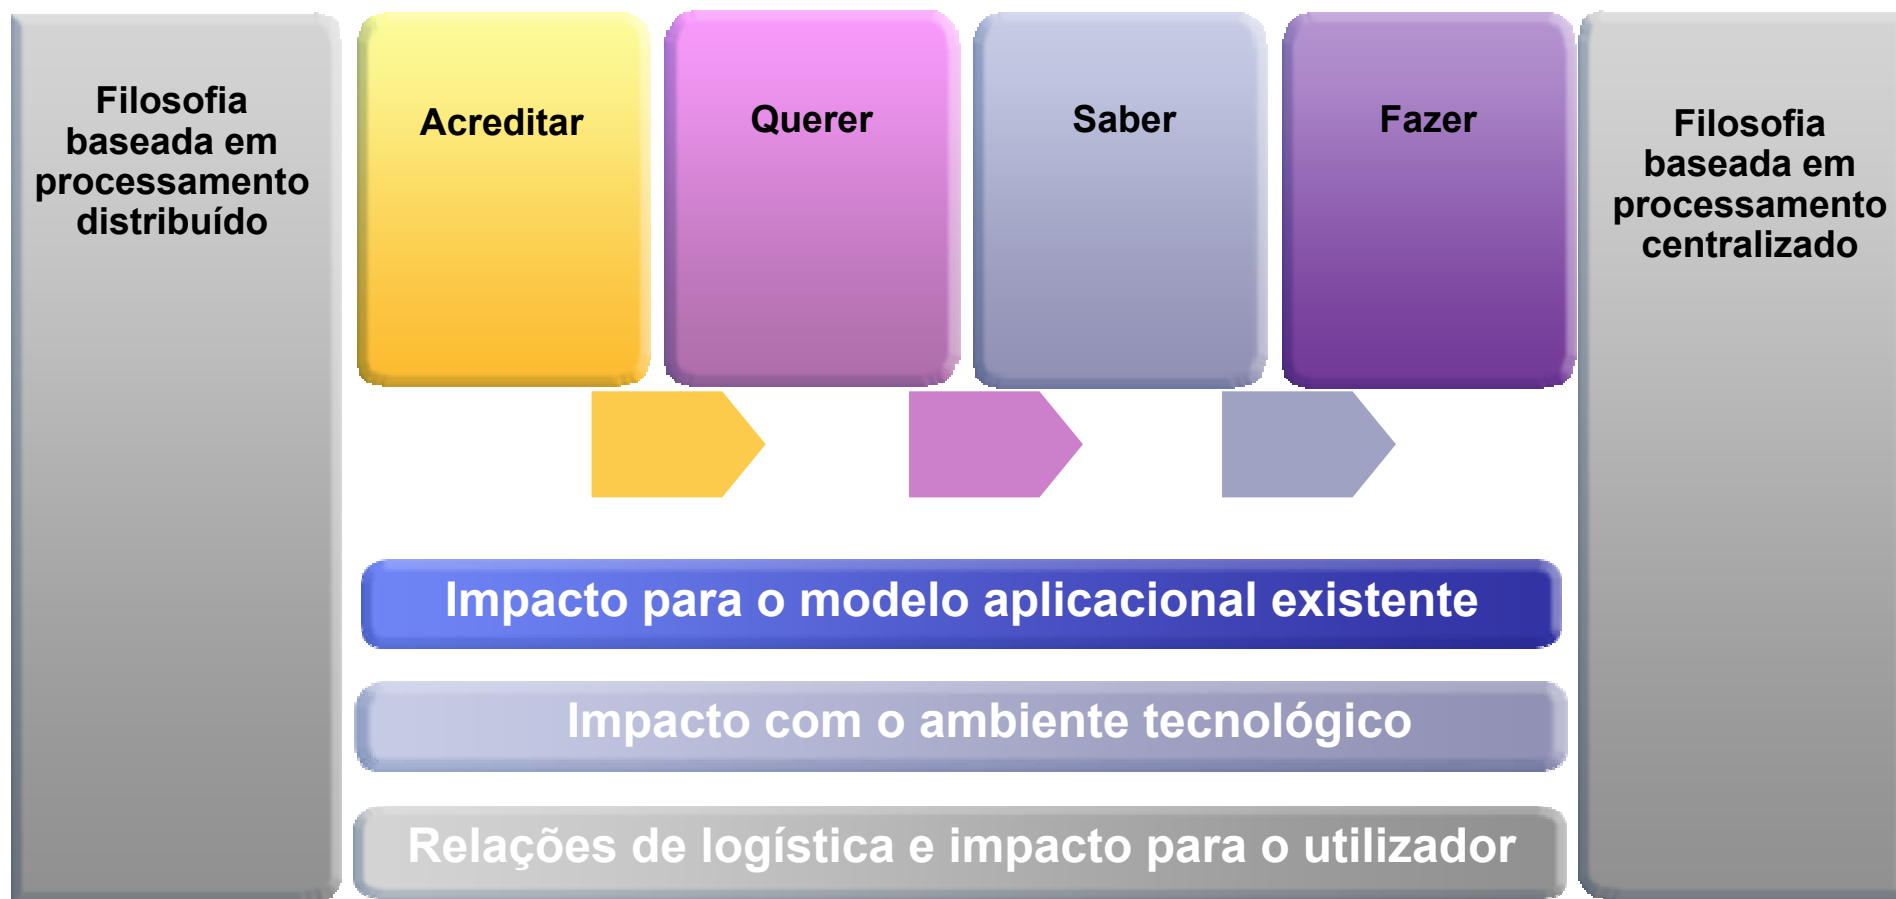 Filosofia
baseada em
processamento
distribuído
Acreditar
Querer
Saber
Fazer
Filosofia
baseada em
processamento
centralizado
Impacto para o modelo aplicacional existente
Impacto com o ambiente tecnológico
Relações de logística e impacto para o utilizador